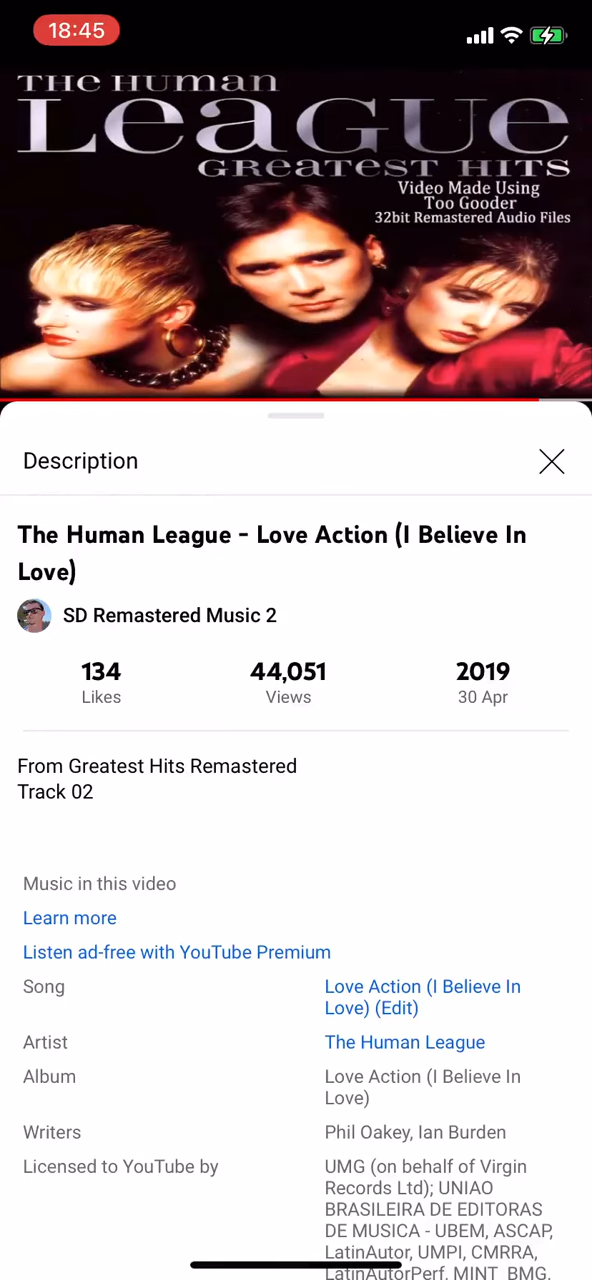 18:45
THE HUMAN
LEAGUE
GREATEST HITS
Video Made Using
Too Gooder
32bit Remastered Audio Files
Description
The Human League - Love Action (I Believe In
Love)
SD Remastered Music 2
134 44,051 2019
Likes Views 30 Apr
From Greatest Hits Remastered
Track 02
Music in this video
Learn more
Listen ad-free with YouTube Premium
Song Love Action (I Believe In
Love) (Edit)
Artist The Human League
Album Love Action (I Believe In
Love)
Writers Phil Oakey, Ian Burden
Licensed to YouTube by UMG (on behalf of Virgin
Records Ltd); UNIAO
BRASILEIRA DE EDITORAS
DE MUSICA - UBEM, ASCAP,
LatinAutor, UMPI, CMRRA,
LatinAutorPerf, MINT_BMG,